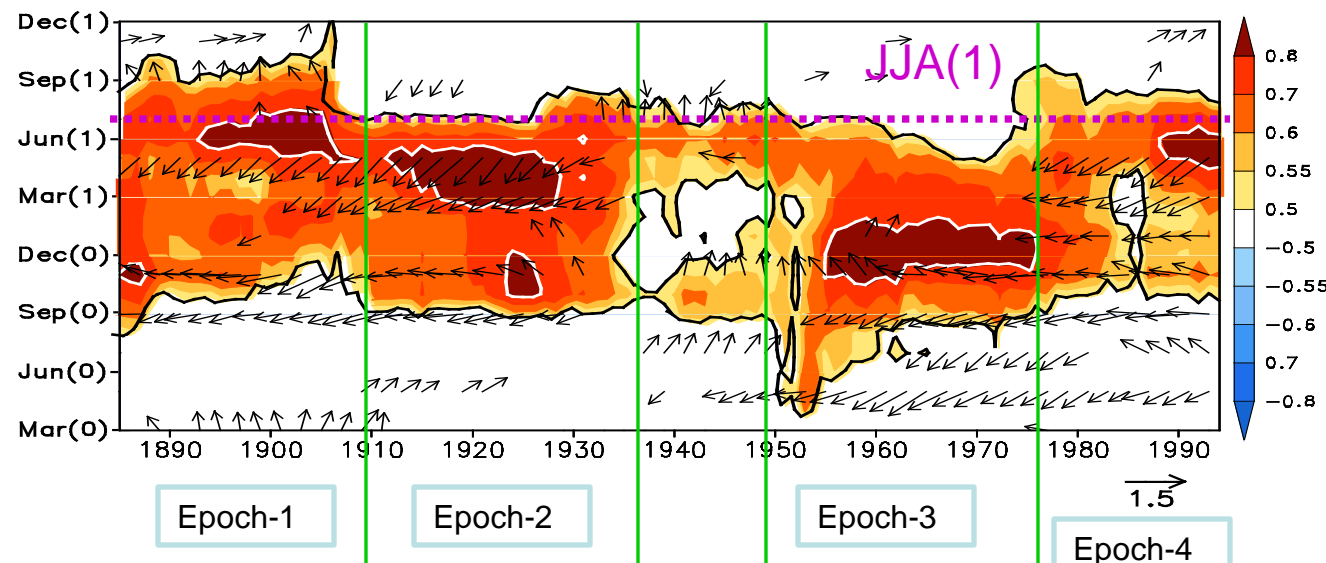 Dec(1)
Sep(1)
Jun(1)
Mar(1)
Dec(0)
Sep(0)
Jun(0)
Mar(0)
JJA(1)
1890 1900 1910 1920 1930 1940 1950 1960 1970 1980 1990
0.8
0.7
0.6
0.55
0.5
-0.5
-0.55
-0.6
0.7
-0.8
1.5
Epoch-1
Epoch-2
Epoch-3
Epoch-4